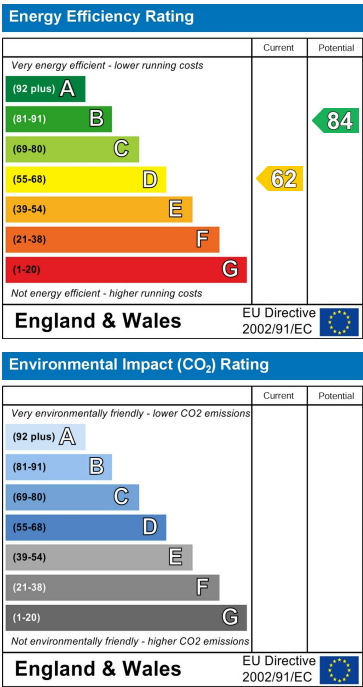 Energy Efficiency Rating
Current Potential
Very energy efficient - lower running costs
(92 plus) A
(81-91) B
84
(69-80) C
(55-68) D
62
(39-54) E
(21-38) F
(1-20) G
Not energy efficient - higher running costs
England & Wales
EU Directive
2002/91/EC
Environmental Impact (CO₂) Rating
Current Potential
Very environmentally friendly - lower CO2 emissions
(92 plus) A
(81-91) B
(69-80) C
(55-68) D
(39-54) E
(21-38) F
(1-20) G
Not environmentally friendly - higher CO2 emissions
England & Wales
EU Directive
2002/91/EC